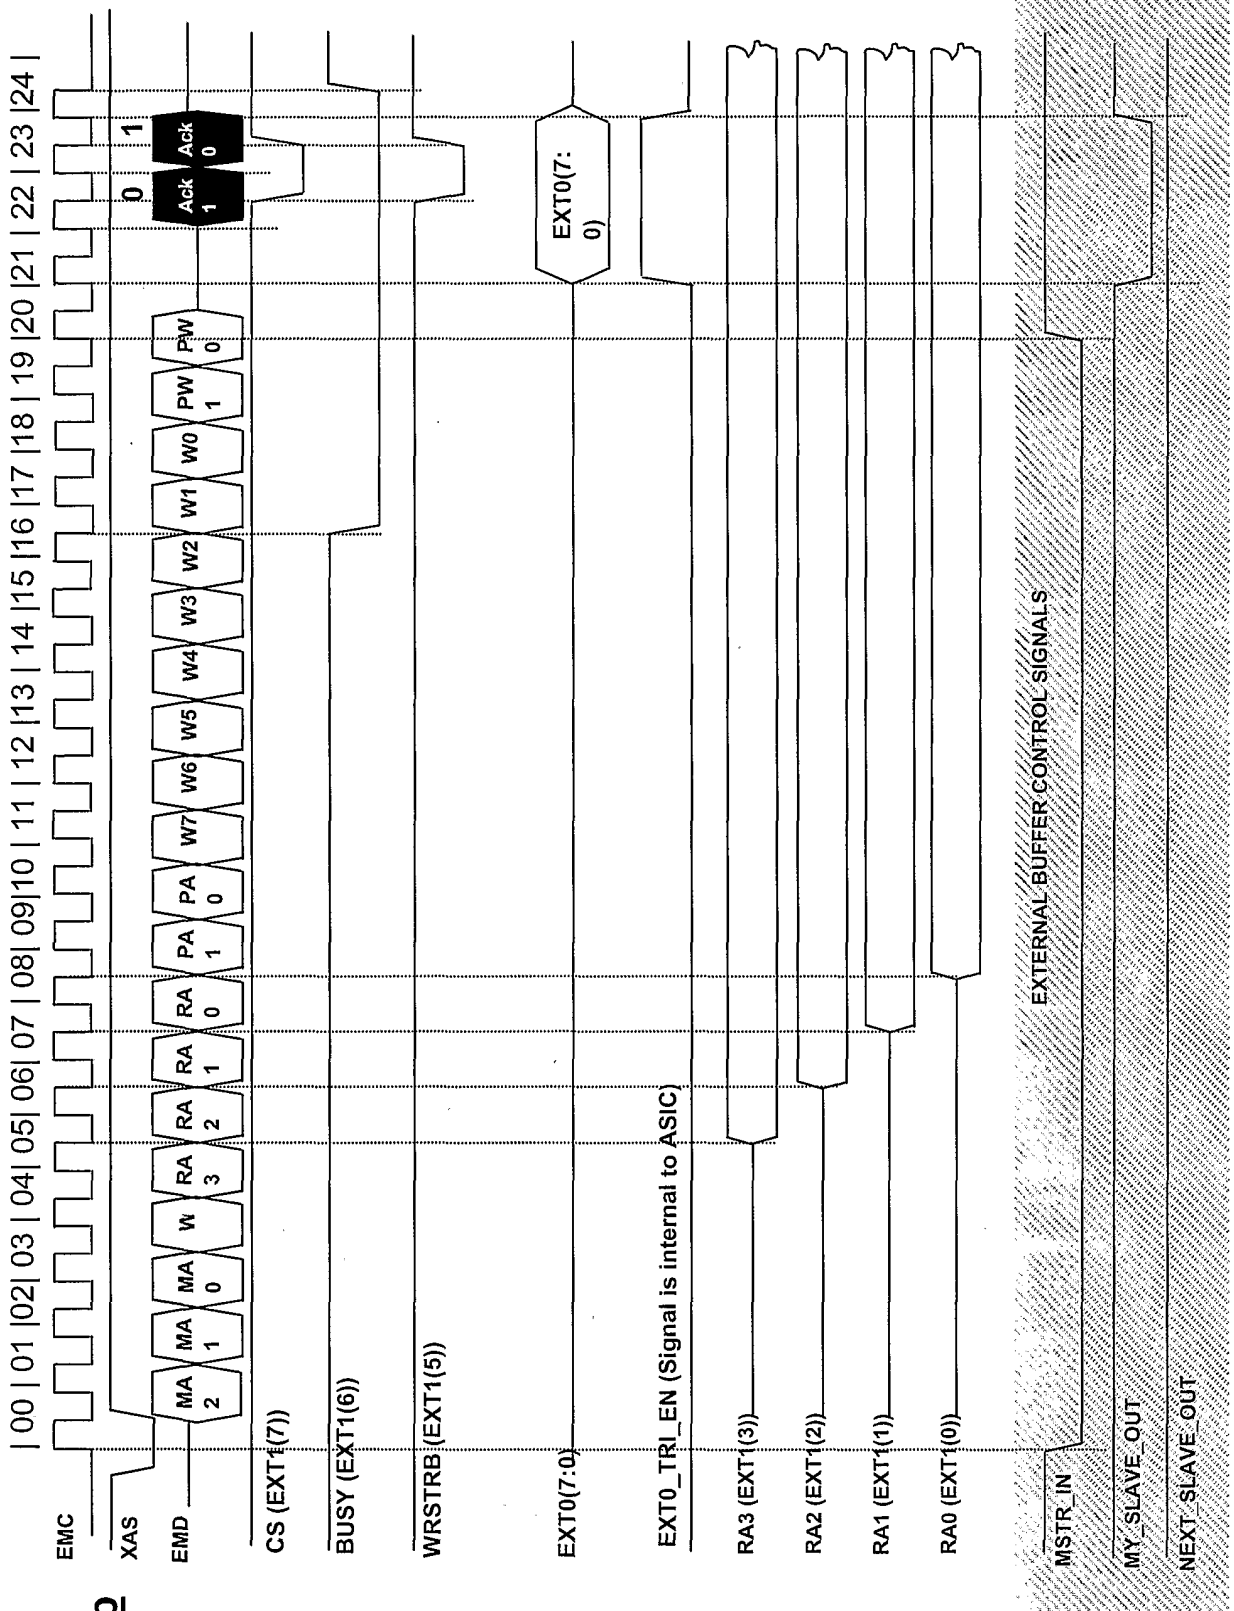 | 00 | 01 |02| 03 | 04| 05| 06| 07 | 08| 09|10 | 11 | 12 |13 | 14 |15 |16 |17 |18 | 19 |20 |21 | 22 | 23 |24 |
EMC
XAS
0 1
EMD
MA 2 MA 1 MA 0 W RA 3 RA 2 RA 1 RA 0 PA 1 PA 0 W7 W6 W5 W4 W3 W2 W1 W0 PW 1 PW 0 Ack 1 Ack 0
CS (EXT1(7))
BUSY (EXT1(6))
WRSTRB (EXT1(5))
EXT0(7:0)
EXT0(7:
0)
EXT0_TRI_EN (Signal is internal to ASIC)
RA3 (EXT1(3))
RA2 (EXT1(2))
RA1 (EXT1(1))
RA0 (EXT1(0))
EXTERNAL BUFFER CONTROL SIGNALS
MSTR_IN
MY_SLAVE_OUT
NEXT_SLAVE_OUT